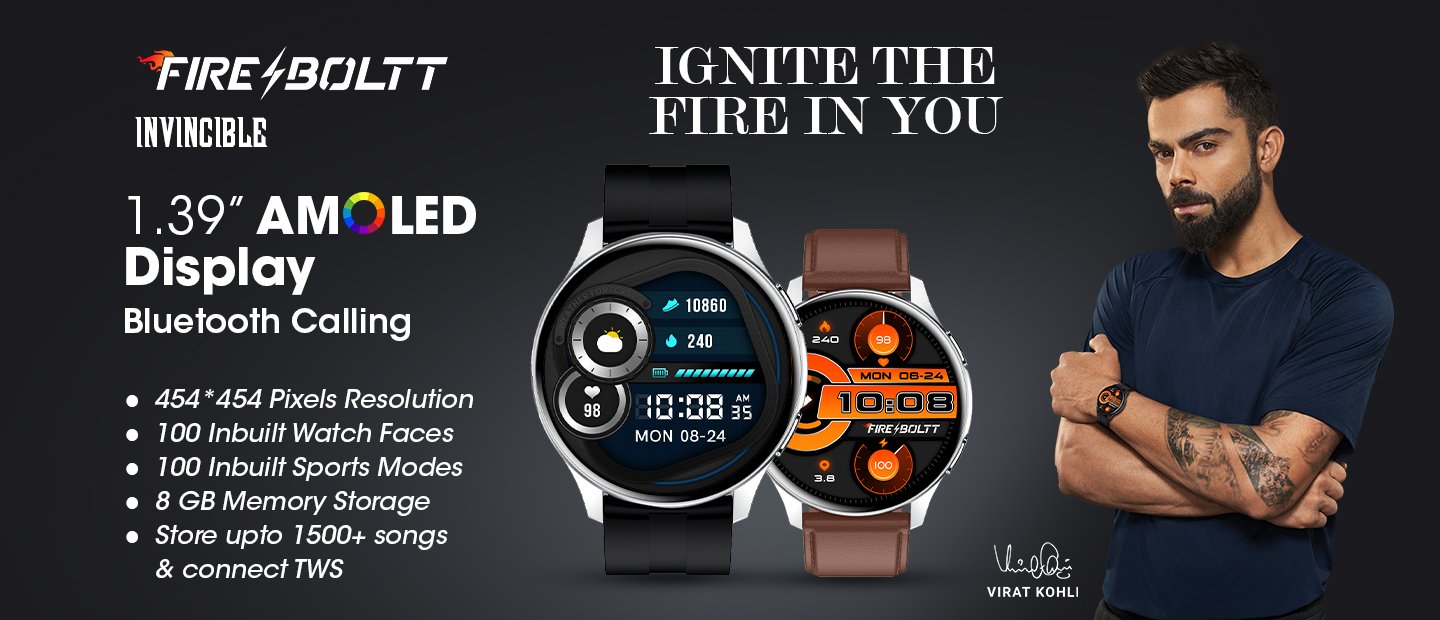 FIRE BOLTT
INVINCIBLE
1.39” AMOLED
Display
Bluetooth Calling
● 454*454 Pixels Resolution
● 100 Inbuilt Watch Faces
● 100 Inbuilt Sports Modes
● 8 GB Memory Storage
● Store upto 1500+ songs
& connect TWS
IGNITE THE
FIRE IN YOU
10860
240
98
10:08 AM 35
MON 08-24
240
98
MON 08-24
10:08
FIRE BOLTT
3.8
100
VIRAT KOHLI